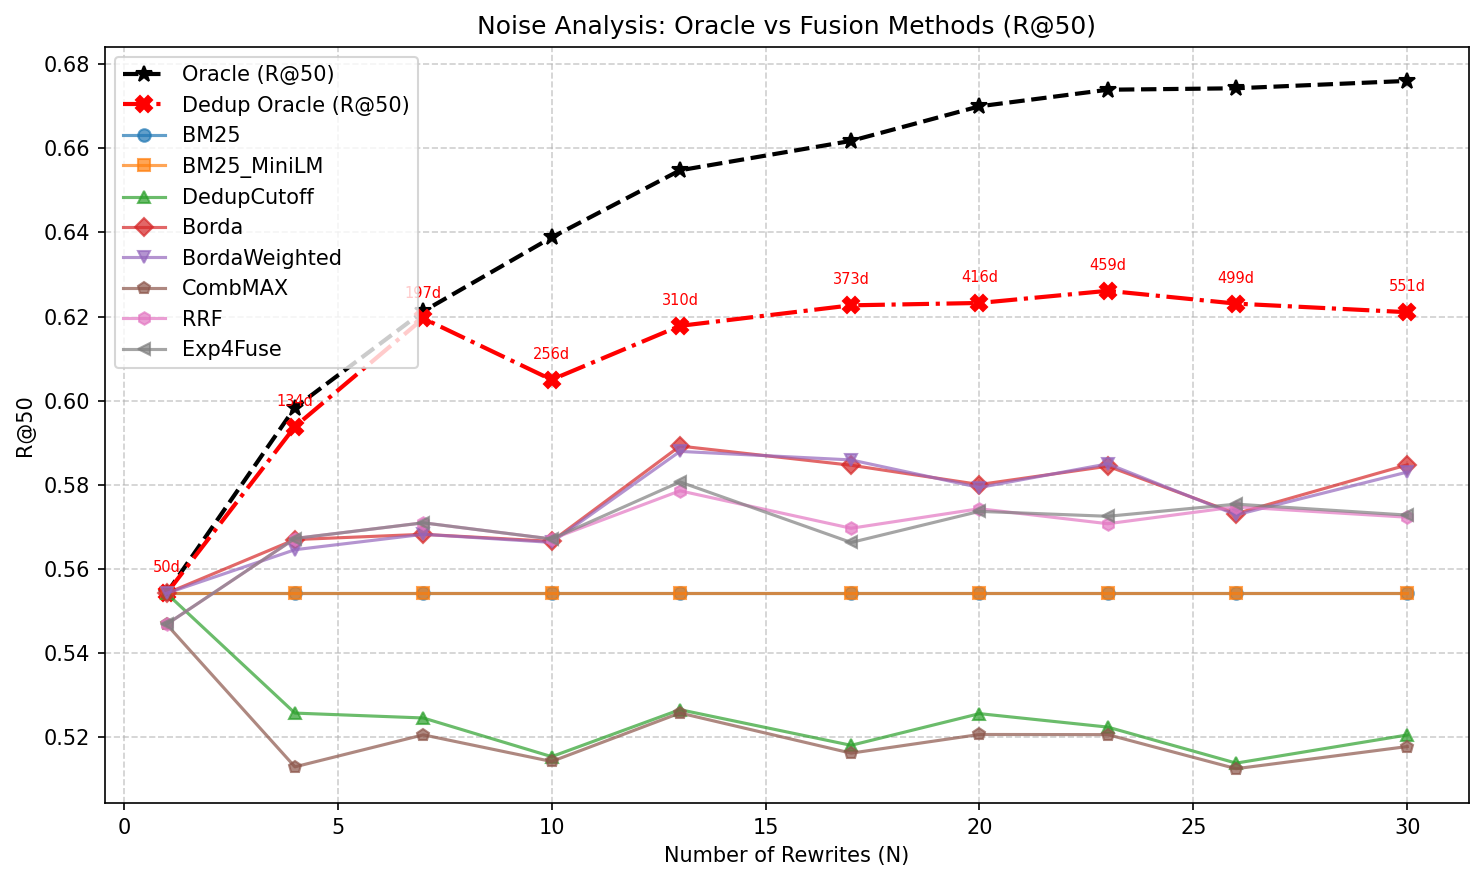 Noise Analysis: Oracle vs Fusion Methods (R@50)
Oracle (R@50)
Dedup Oracle (R@50)
BM25
BM25_MiniLM
DedupCutoff
Borda
BordaWeighted
CombMAX
RRF
Exp4Fuse
R@50
0.68
0.66
0.64
0.62
0.60
0.58
0.56
0.54
0.52
50d
134d
197d
256d
310d
373d
416d
459d
499d
551d
0
5
10
15
20
25
30
Number of Rewrites (N)